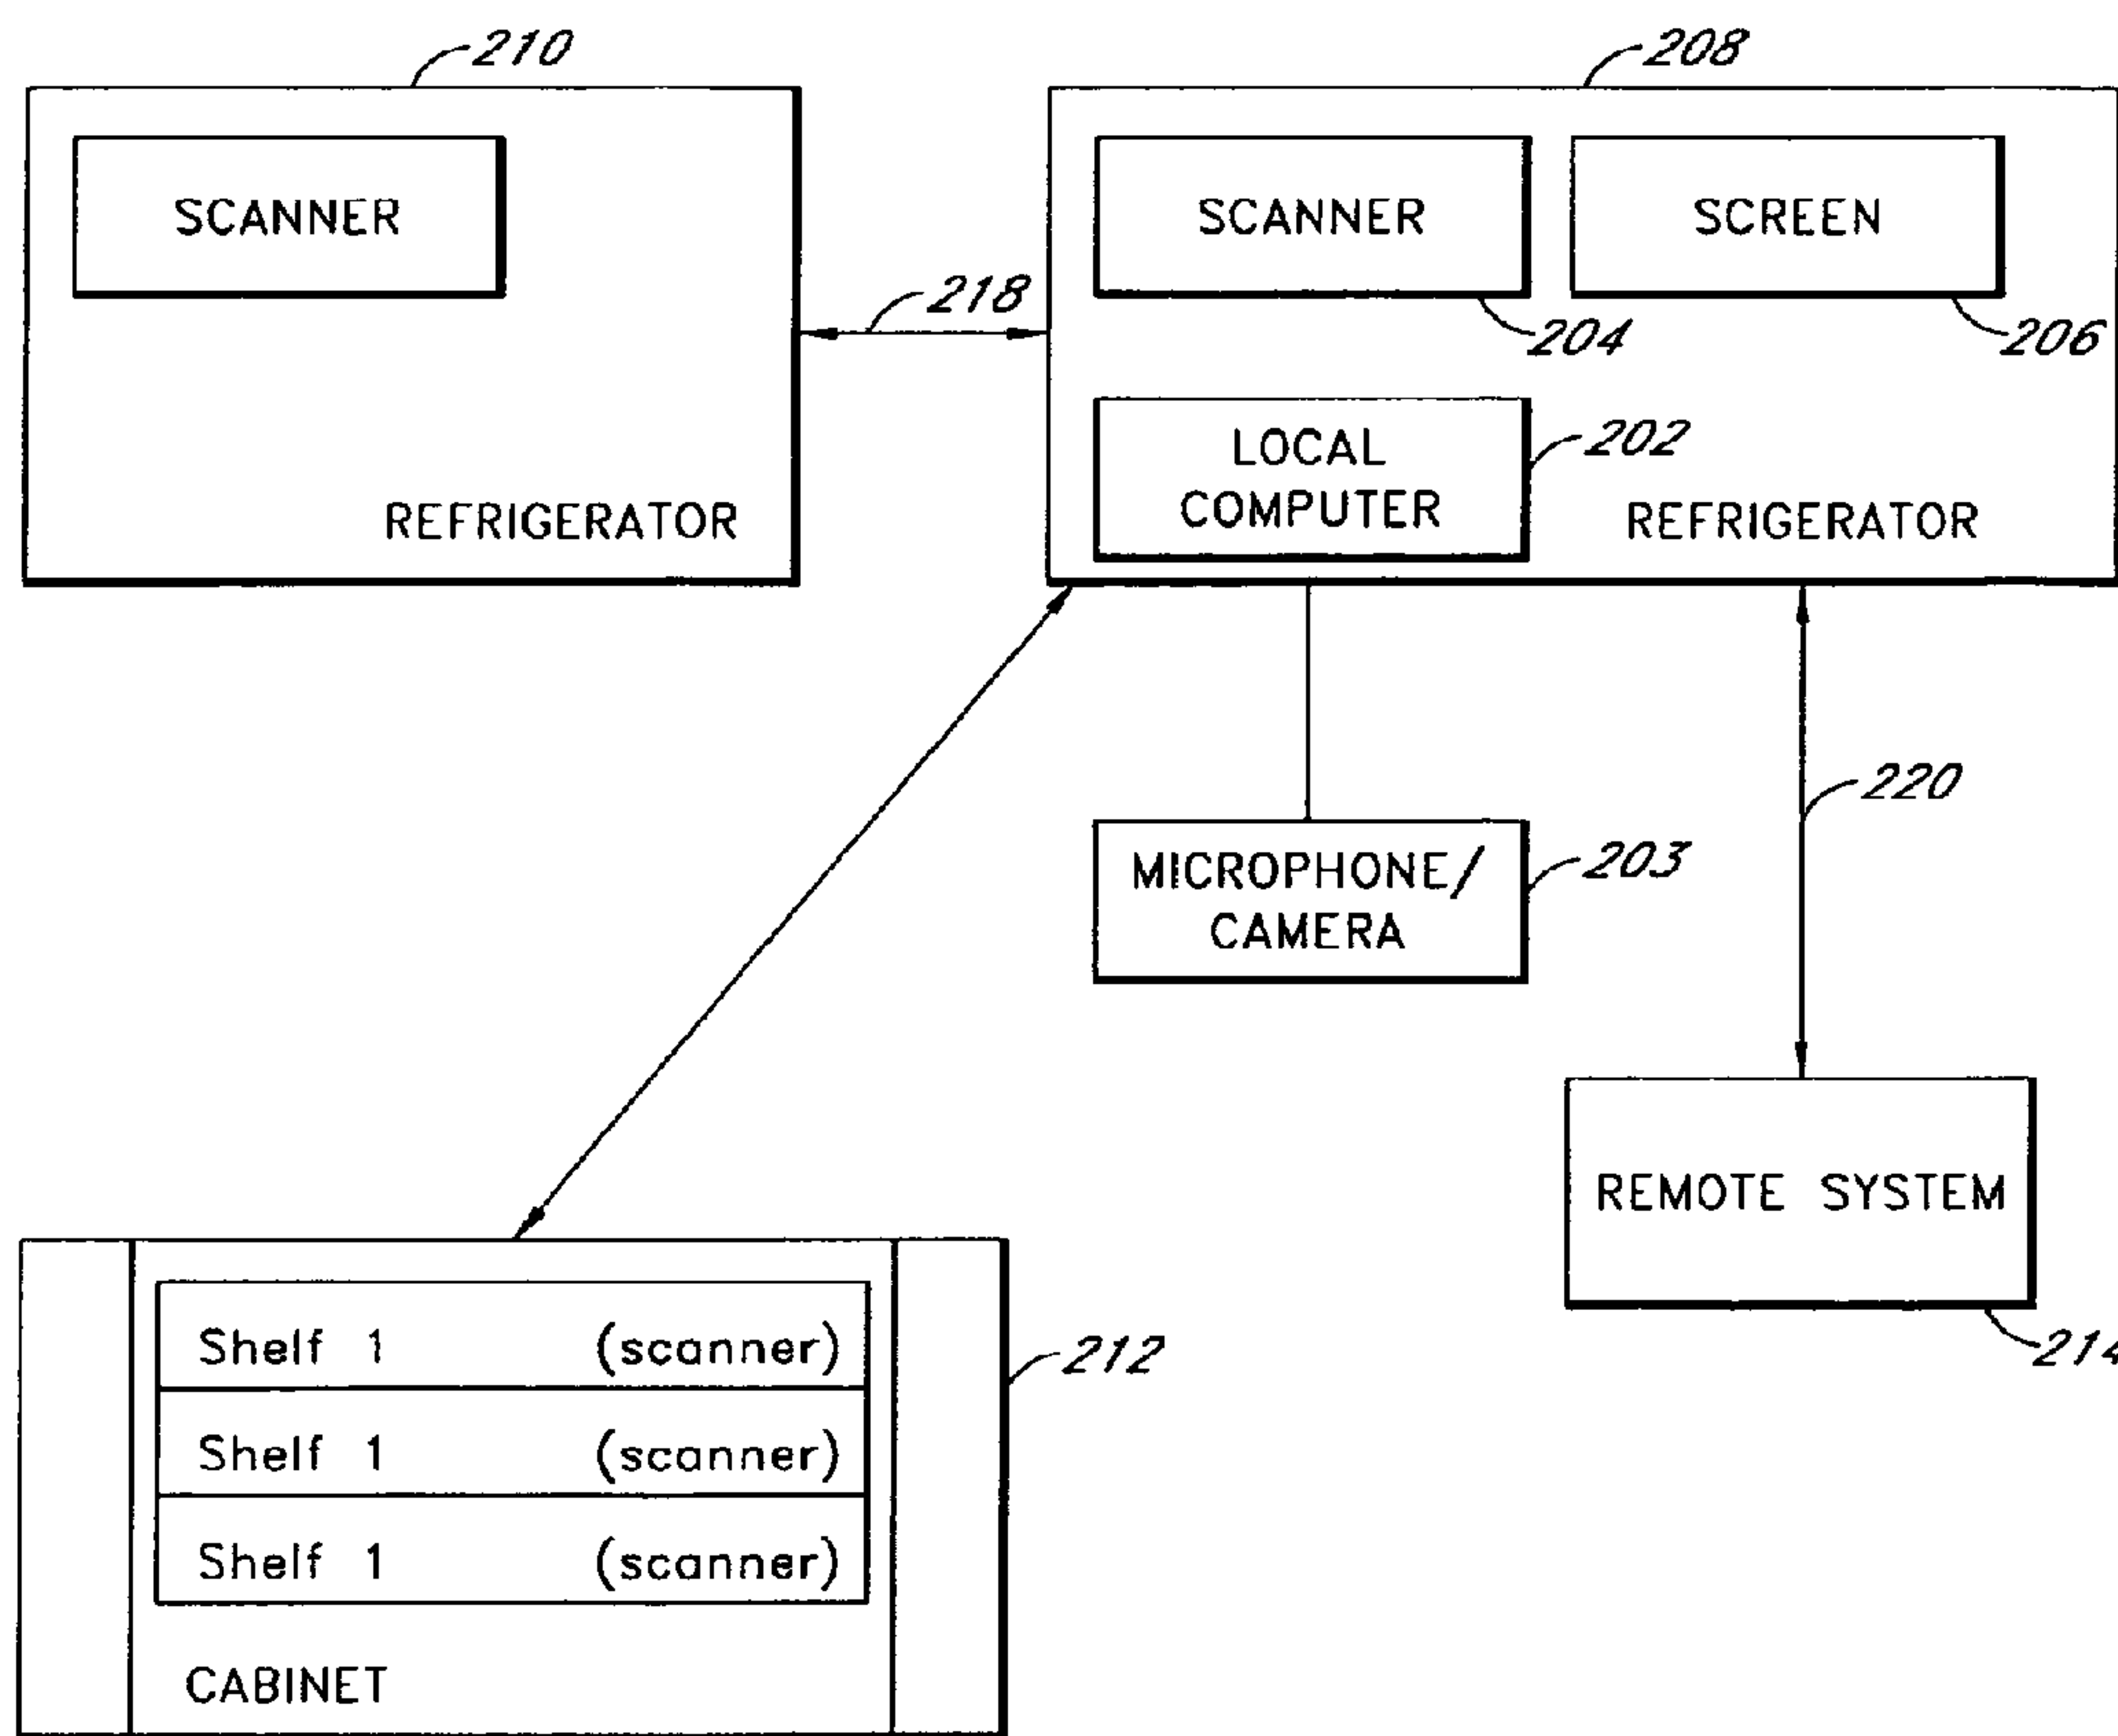 210
208
SCANNER
SCANNER
SCREEN
218
204
206
LOCAL
COMPUTER
202
REFRIGERATOR
REFRIGERATOR
220
MICROPHONE/
CAMERA
203
REMOTE SYSTEM
214
Shelf 1 (scanner)
212
Shelf 1 (scanner)
Shelf 1 (scanner)
CABINET